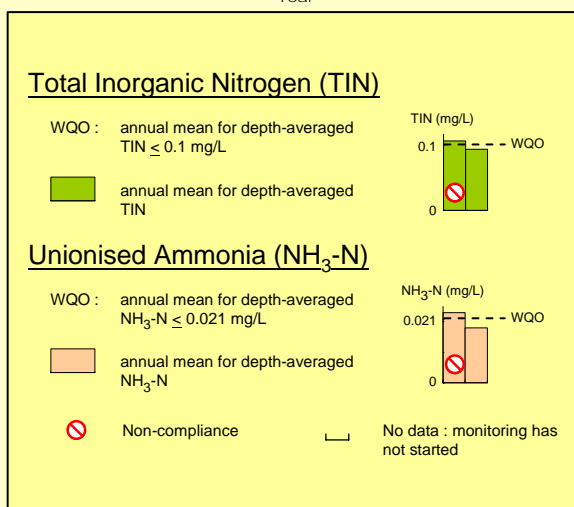 Year
Total Inorganic Nitrogen (TIN)
WQO : annual mean for depth-averaged
TIN ≤ 0.1 mg/L
annual mean for depth-averaged
TIN
TIN (mg/L)
0.1
WQO
0
Unionised Ammonia (NH3-N)
WQO : annual mean for depth-averaged
NH3-N ≤ 0.021 mg/L
annual mean for depth-averaged
NH3-N
NH3-N (mg/L)
0.021
WQO
0
Non-compliance
No data : monitoring has
not started